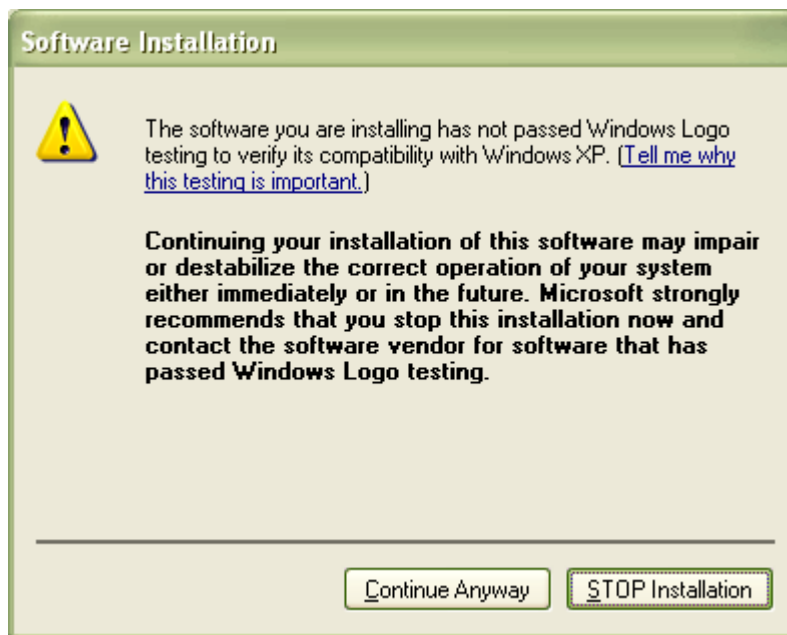 Software Installation
The software you are installing has not passed Windows Logo
testing to verify its compatibility with Windows XP. (Tell me why
this testing is important.)
Continuing your installation of this software may impair
or destabilize the correct operation of your system
either immediately or in the future. Microsoft strongly
recommends that you stop this installation now and
contact the software vendor for software that has
passed Windows Logo testing.
Continue Anyway
STOP Installation